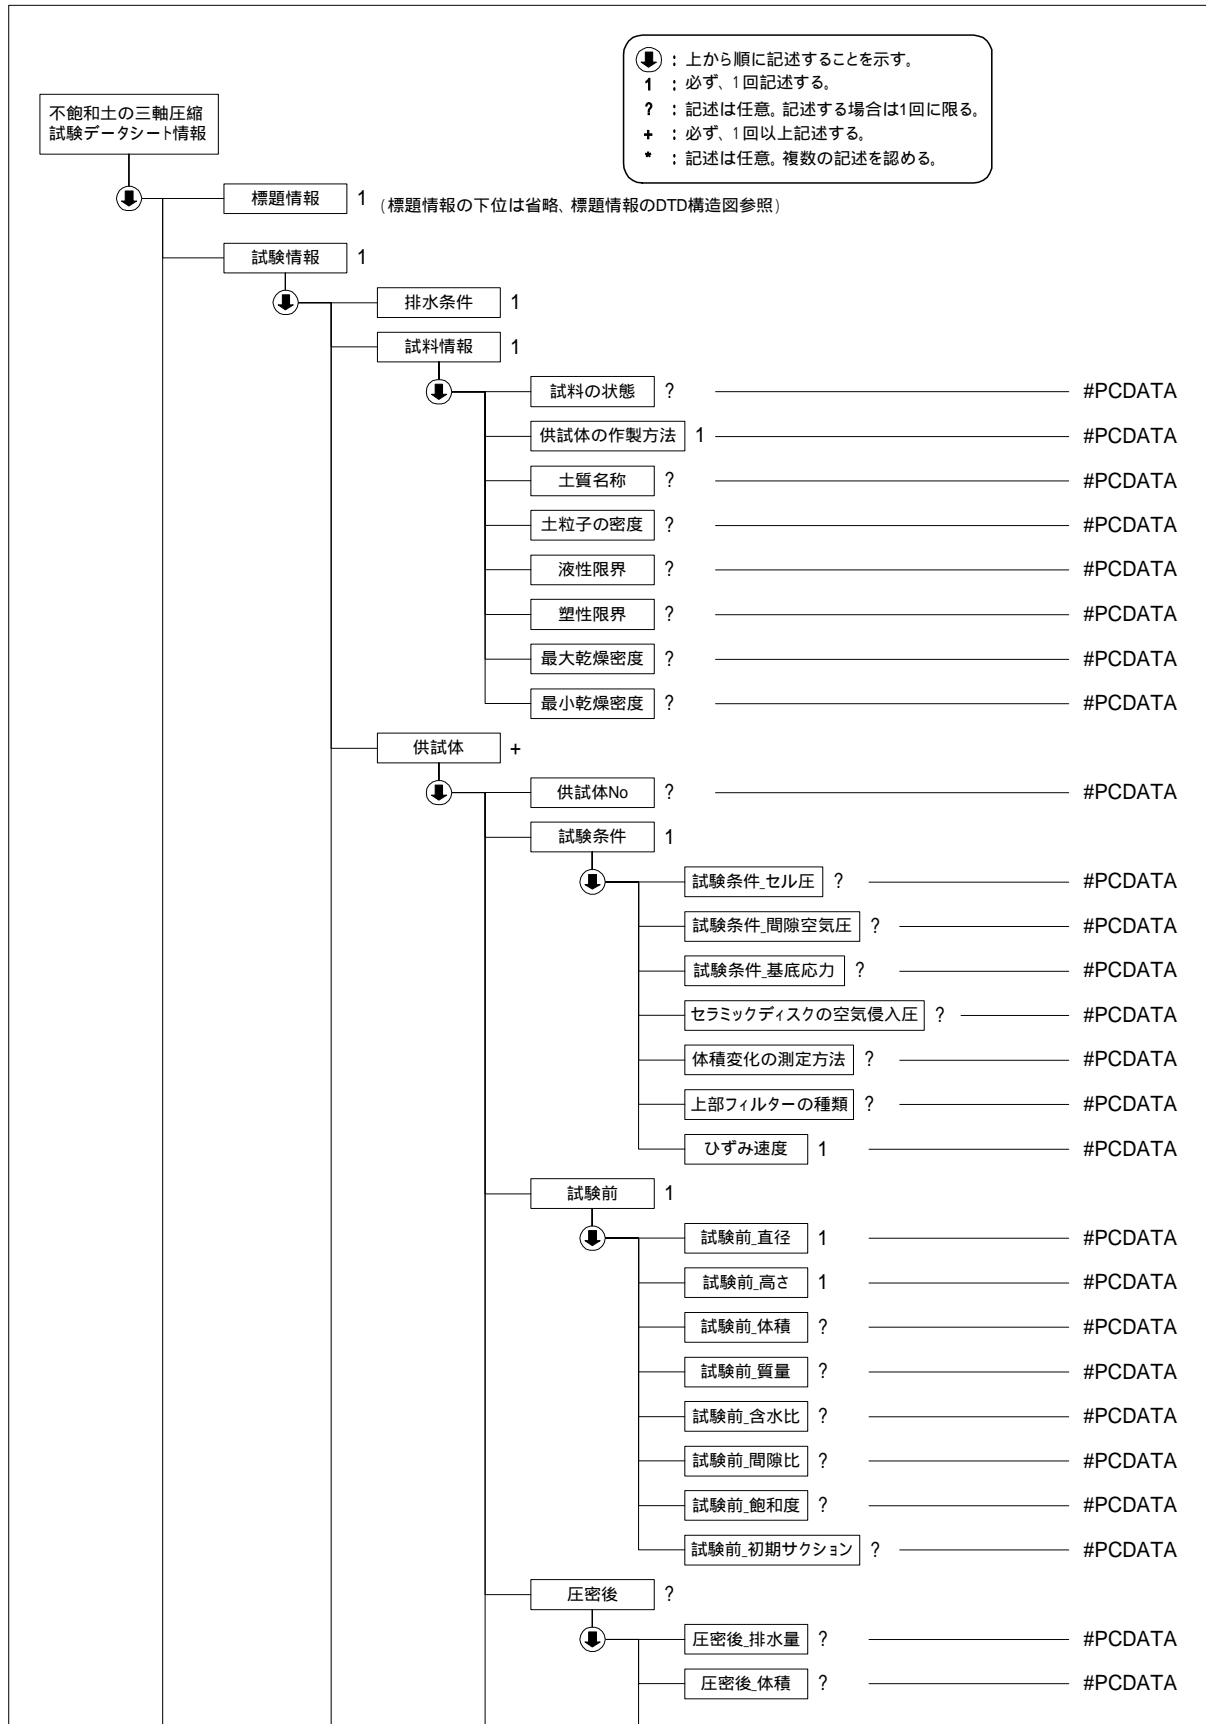 ：上から順に記述することを示す。
1 ：必ず、1回記述する。
? ：記述は任意。記述する場合は1回に限る。
+ ：必ず、1回以上記述する。
* ：記述は任意。複数の記述を認める。
不飽和土の三軸圧縮
試験データシート情報
標題情報 1 (標題情報の下位は省略、標題情報のDTD構造図参照)
試験情報 1
排水条件 1
試料情報 1
試料の状態 ? #PCDATA
供試体の作製方法 1 #PCDATA
土質名称 ? #PCDATA
土粒子の密度 ? #PCDATA
液性限界 ? #PCDATA
塑性限界 ? #PCDATA
最大乾燥密度 ? #PCDATA
最小乾燥密度 ? #PCDATA
供試体 +
供試体No ? #PCDATA
試験条件 1
試験条件_セル圧 ? #PCDATA
試験条件_間隙空気圧 ? #PCDATA
試験条件_基底応力 ? #PCDATA
セラミックディスクの空気侵入圧 ? #PCDATA
体積変化の測定方法 ? #PCDATA
上部フィルターの種類 ? #PCDATA
ひずみ速度 1 #PCDATA
試験前 1
試験前_直径 1 #PCDATA
試験前_高さ 1 #PCDATA
試験前_体積 ? #PCDATA
試験前_質量 ? #PCDATA
試験前_含水比 ? #PCDATA
試験前_間隙比 ? #PCDATA
試験前_飽和度 ? #PCDATA
試験前_初期サクション ? #PCDATA
圧密後 ?
圧密後_排水量 ? #PCDATA
圧密後_体積 ? #PCDATA